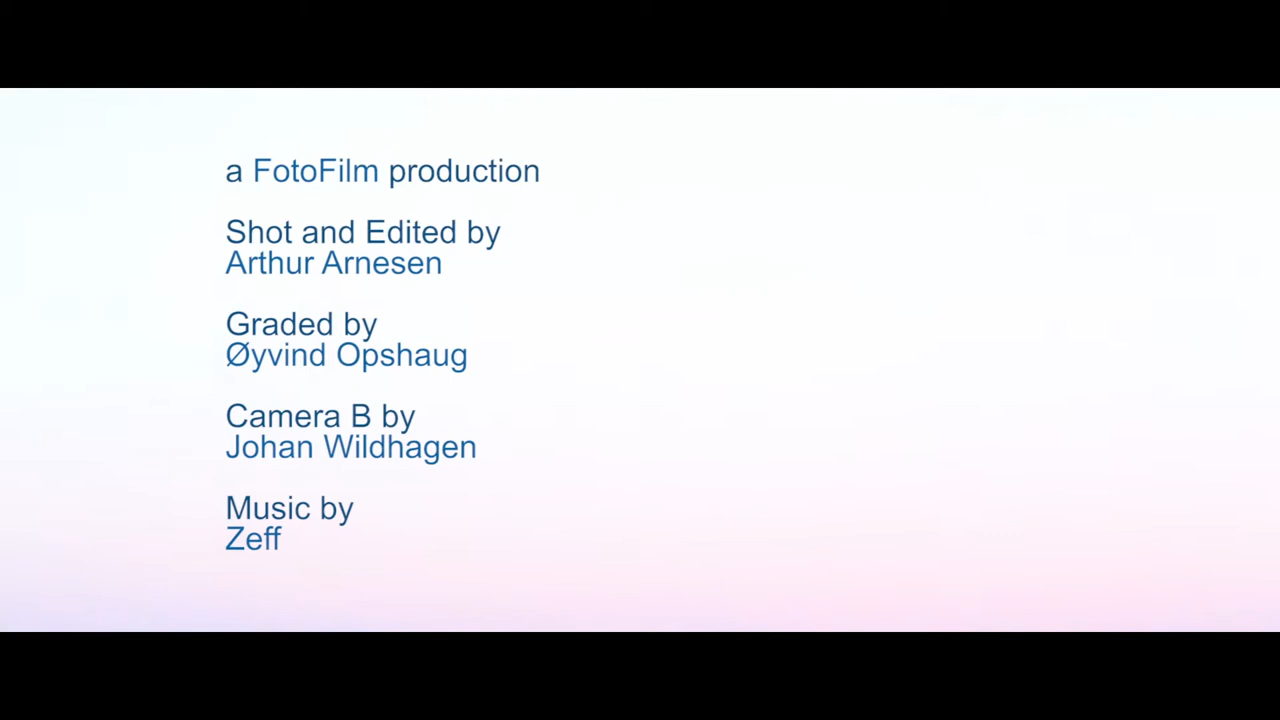 a FotoFilm production
Shot and Edited by
Arthur Arnesen
Graded by
Øyvind Opshaug
Camera B by
Johan Wildhagen
Music by
Zeff